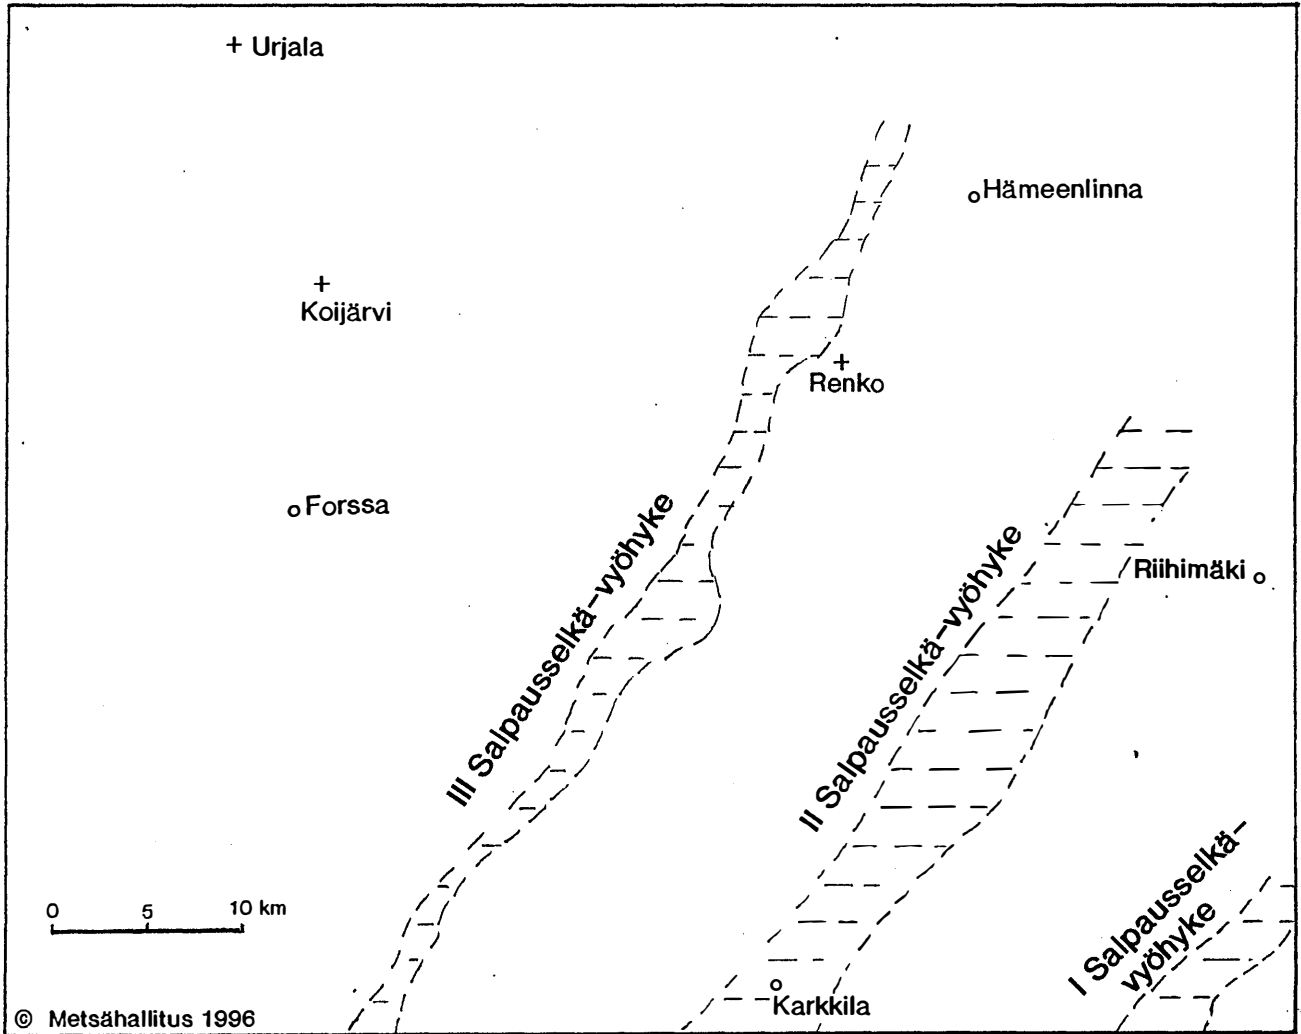 + Urjala
Hämeenlinna
+
Koijärvi
+
Renko
Forssa
III Salpausselkä-vyöhyke
II Salpausselkä-vyöhyke
Riihimäki
I Salpausselkä-
vyöhyke
0 5 10 km
Karkkila
© Metsähallitus 1996